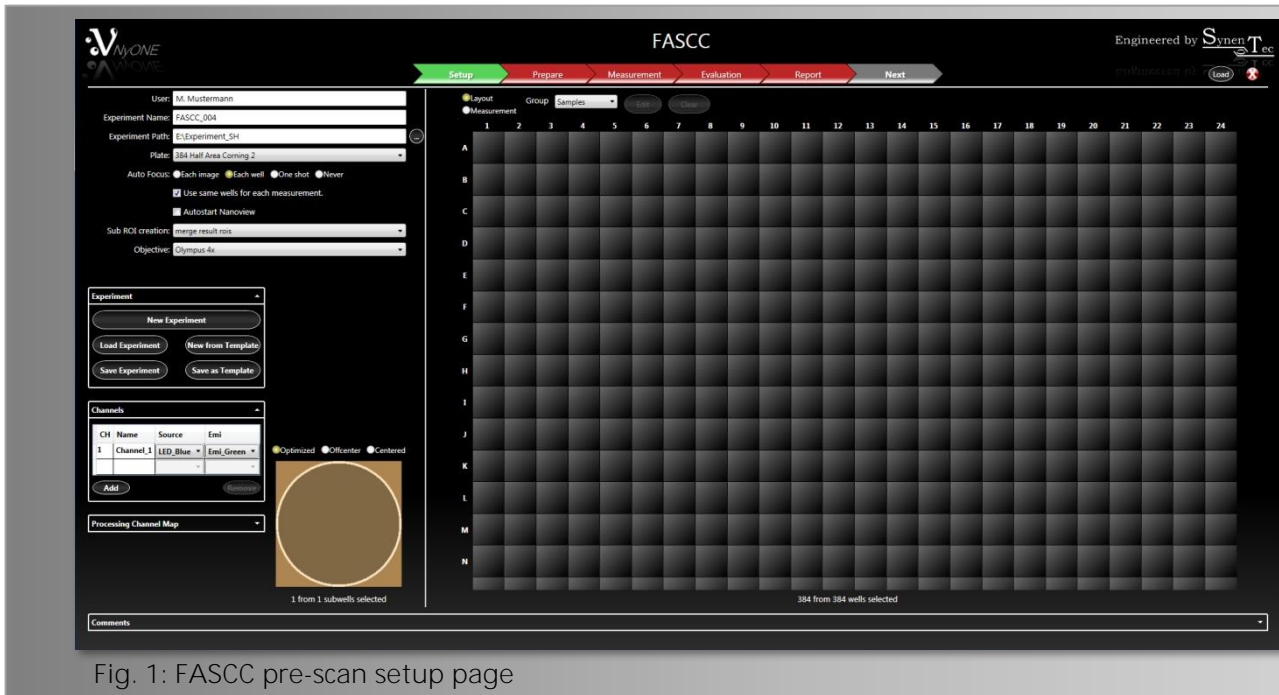 VNyONE
FASCC
Engineered by SynenTec
Setup Prepare Measurement Evaluation Report Next
Load
User: M. Mustermann
Experiment Name: FASCC_004
Experiment Path: E:\Experiment_SH ...
Plate: 384 Half Area Corning 2
Auto Focus: Each image Each well One shot Never
Use same wells for each measurement.
Autostart Nanoview
Sub ROI creation: merge result rois
Objective: Olympus 4x
Experiment
New Experiment
Load Experiment New from Template
Save Experiment Save as Template
Channels
CH Name Source Emi
1 Channel_1 LED_Blue Emi_Green
Add Remove
Processing Channel Map
Optimized Offcenter Centered
1 from 1 subwells selected
Layout Group Samples Edit Clear
Measurement
1 2 3 4 5 6 7 8 9 10 11 12 13 14 15 16 17 18 19 20 21 22 23 24
A
B
C
D
E
F
G
H
I
J
K
L
M
N
384 from 384 wells selected
Comments
Fig. 1: FASCC pre-scan setup page